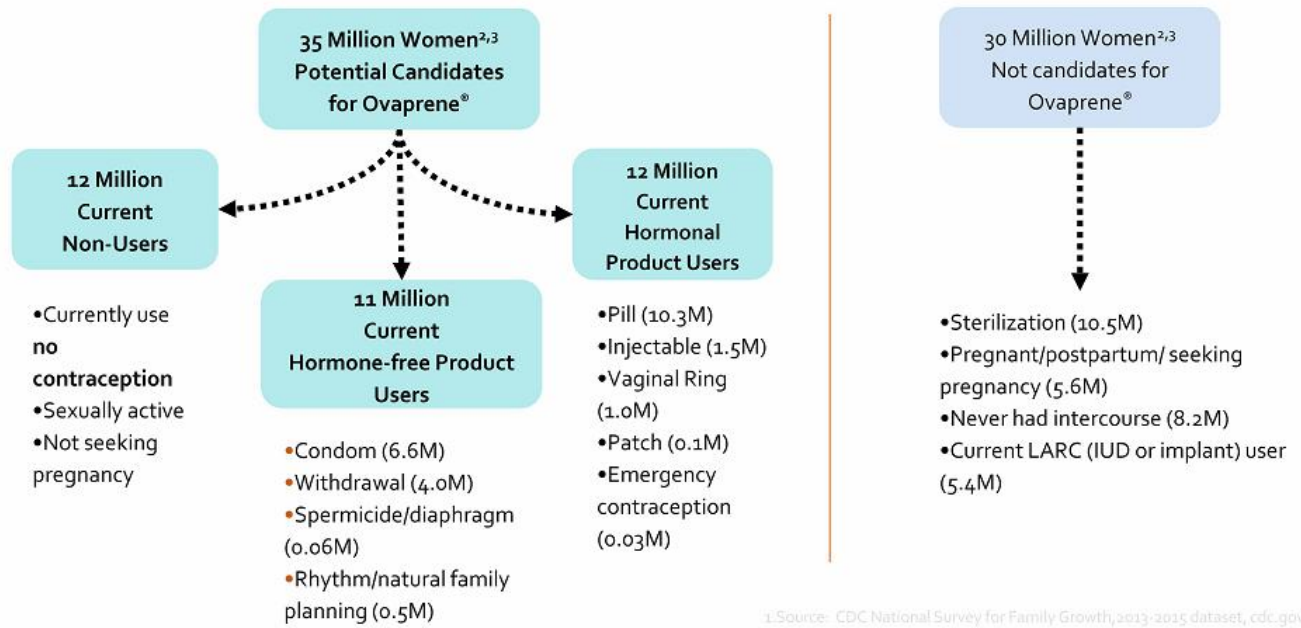 35 Million Women²,³
Potential Candidates
for Ovaprene®
30 Million Women²,³
Not candidates for
Ovaprene®
12 Million
Current
Non-Users
12 Million
Current
Hormonal
Product Users
11 Million
Current
Hormone-free Product
Users
•Currently use
no
contraception
•Sexually active
•Not seeking
pregnancy
•Condom (6.6M)
•Withdrawal (4.0M)
•Spermicide/diaphragm
(0.06M)
•Rhythm/natural family
planning (0.5M)
•Pill (10.3M)
•Injectable (1.5M)
•Vaginal Ring
(1.0M)
•Patch (0.1M)
•Emergency
contraception
(0.03M)
•Sterilization (10.5M)
•Pregnant/postpartum/ seeking
pregnancy (5.6M)
•Never had intercourse (8.2M)
•Current LARC (IUD or implant) user
(5.4M)
1.Source: CDC National Survey for Family Growth,2013-2015 dataset, cdc.gov